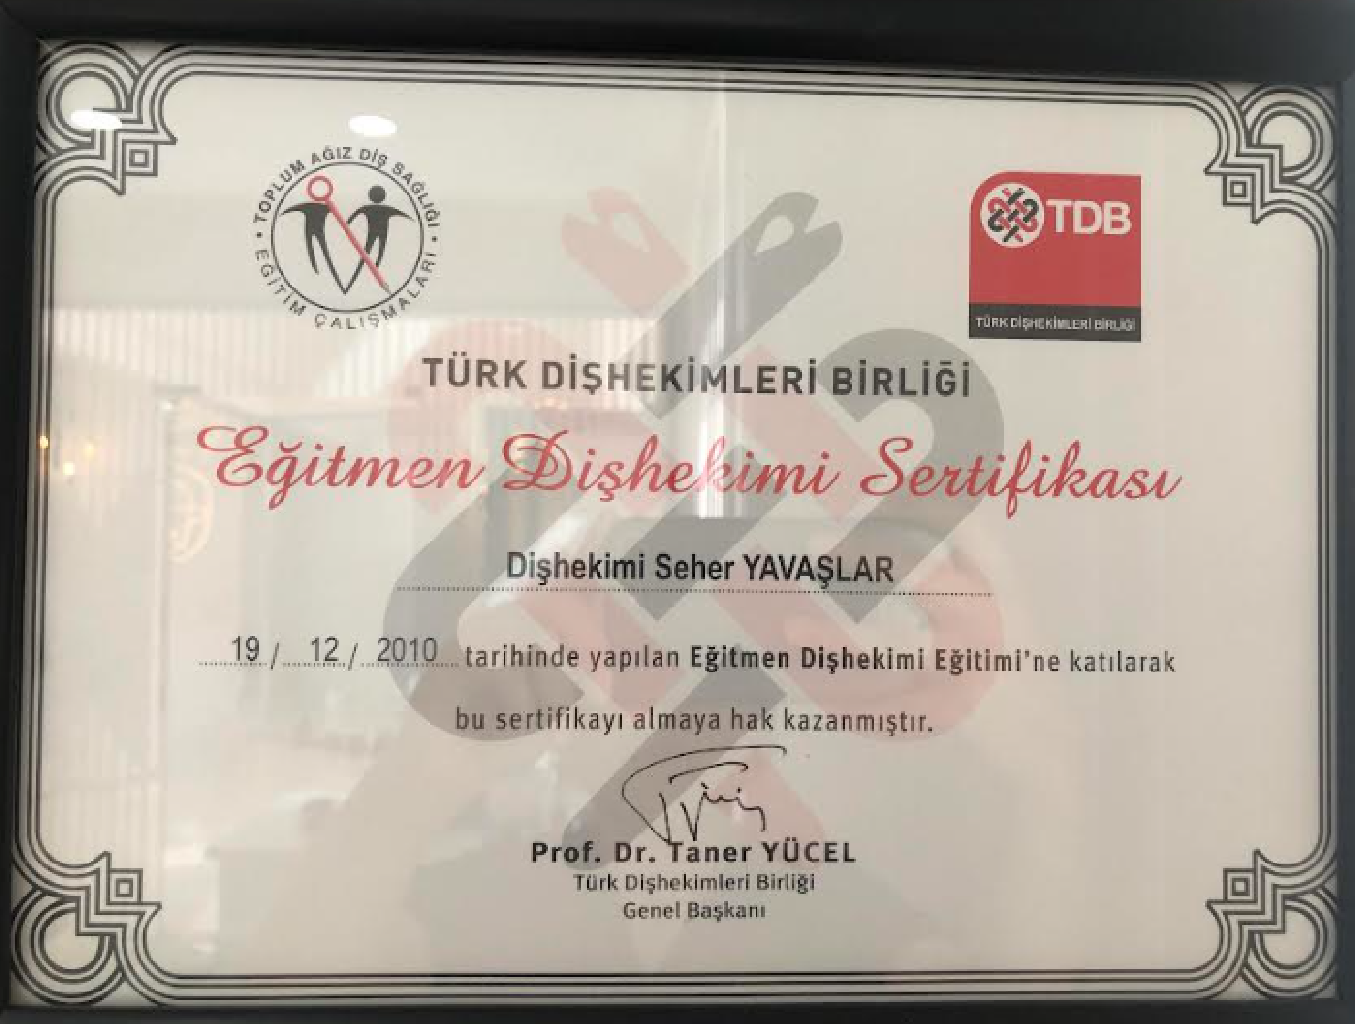 TOPLUM AĞIZ DİŞ SAĞLIĞI
EĞİTİM ÇALIŞMALARI
TDB
TÜRK DİŞHEKİMLERİ BİRLİĞİ
TÜRK DİŞHEKİMLERİ BİRLİĞİ
Eğitmen Dişhekimi Sertifikası
Dişhekimi Seher YAVAŞLAR
19 / 12 / 2010 tarihinde yapılan Eğitmen Dişhekimi Eğitimi'ne katılarak
bu sertifikayı almaya hak kazanmıştır.
Prof. Dr. Taner YÜCEL
Türk Dişhekimleri Birliği
Genel Başkanı